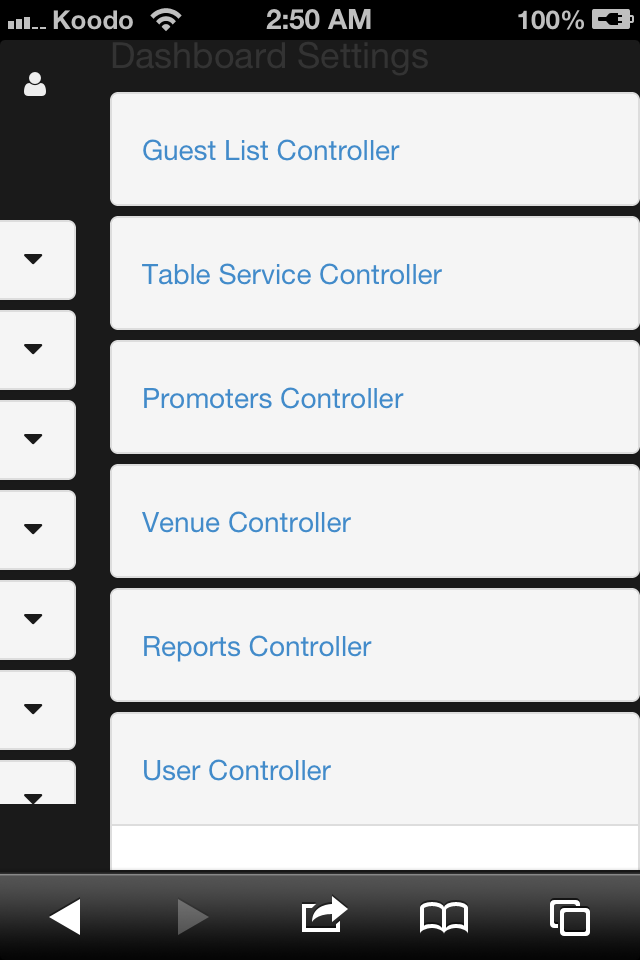 Koodo 2:50 AM 100%
Dashboard Settings
Guest List Controller
Table Service Controller
Promoters Controller
Venue Controller
Reports Controller
User Controller